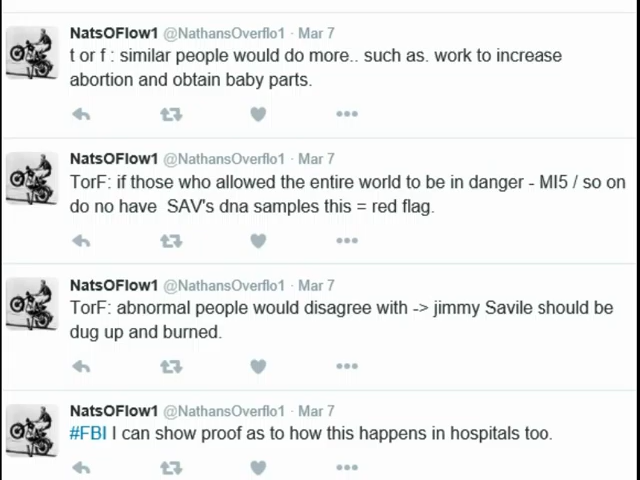 NatsOFlow1 @NathansOverflo1 · Mar 7
t or f : similar people would do more.. such as. work to increase
abortion and obtain baby parts.
NatsOFlow1 @NathansOverflo1 · Mar 7
TorF: if those who allowed the entire world to be in danger - MI5 / so on
do no have SAV's dna samples this = red flag.
NatsOFlow1 @NathansOverflo1 · Mar 7
TorF: abnormal people would disagree with -> jimmy Savile should be
dug up and burned.
NatsOFlow1 @NathansOverflo1 · Mar 7
#FBI I can show proof as to how this happens in hospitals too.